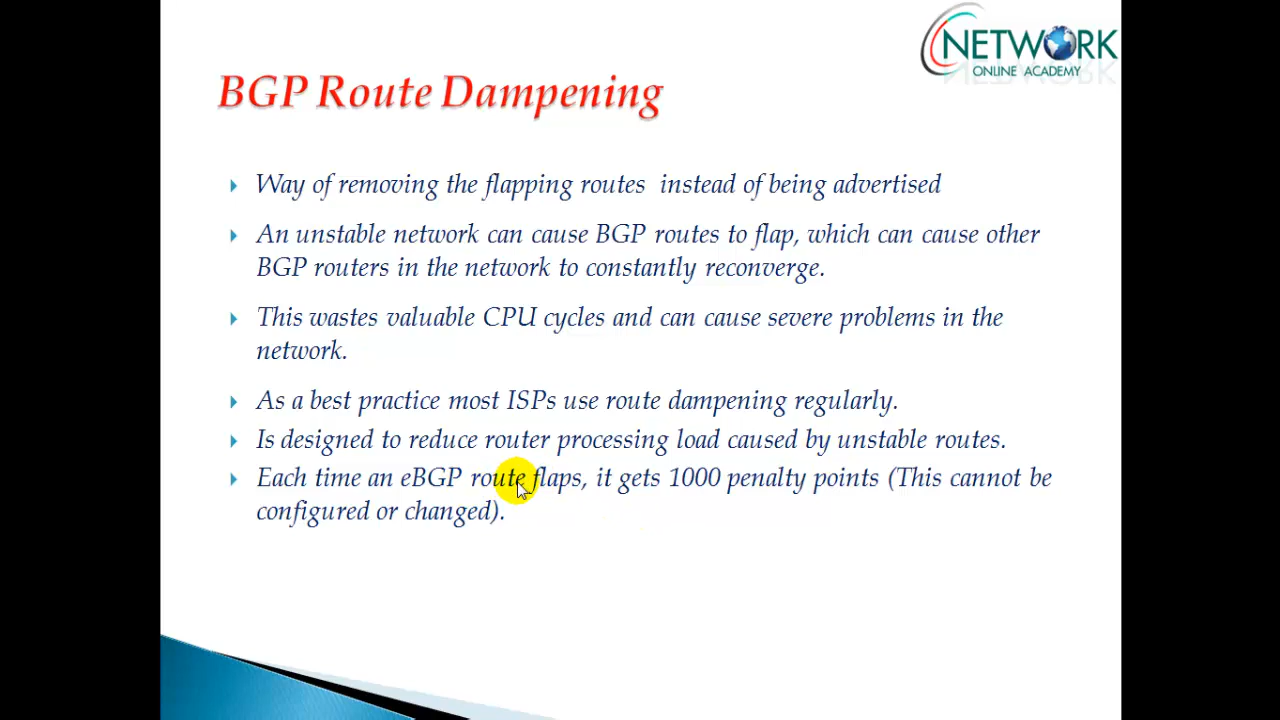 NETWORK
ONLINE ACADEMY
BGP Route Dampening
Way of removing the flapping routes instead of being advertised
An unstable network can cause BGP routes to flap, which can cause other
BGP routers in the network to constantly reconverge.
This wastes valuable CPU cycles and can cause severe problems in the
network.
As a best practice most ISPs use route dampening regularly.
Is designed to reduce router processing load caused by unstable routes.
Each time an eBGP route flaps, it gets 1000 penalty points (This cannot be
configured or changed).